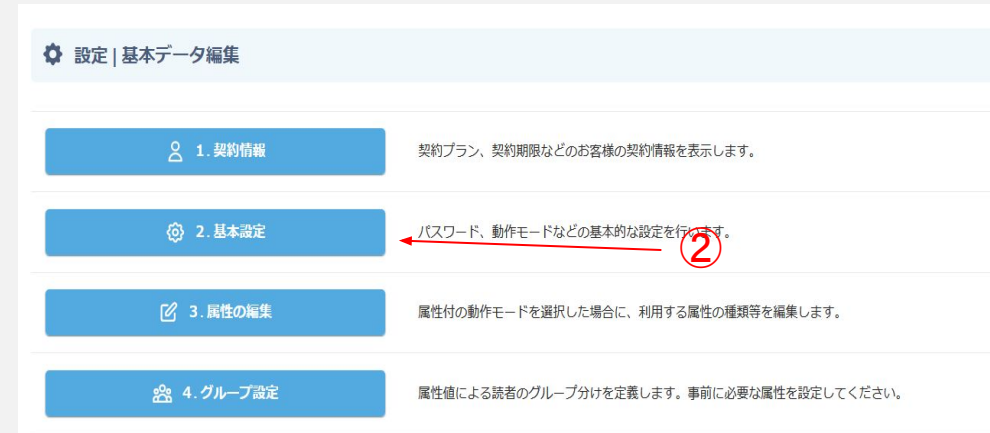 設定 | 基本データ編集
1. 契約情報
契約プラン、契約期限などのお客様の契約情報を表示します。
2. 基本設定
パスワード、動作モードなどの基本的な設定を行います。
②
3. 属性の編集
属性付の動作モードを選択した場合に、利用する属性の種類等を編集します。
4. グループ設定
属性値による読者のグループ分けを定義します。事前に必要な属性を設定してください。